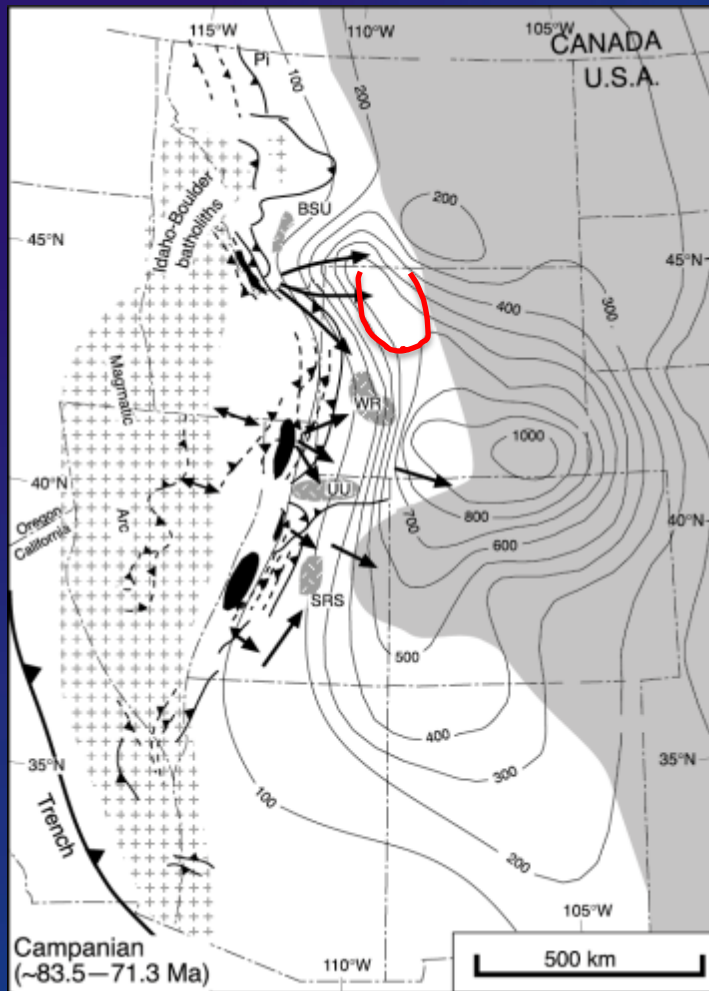 115°W
110°W
105°W
CANADA
U.S.A.
Pi
100
200
200
BSU
45°N
45°N
Idaho-Boulder
batholiths
300
400
Magmatic
WR
1000
40°N
UU
40°N
Oregon
California
Arc
700
800
600
SRS
500
400
35°N
300
35°N
100
Trench
200
105°W
Campanian
(~83.5—71.3 Ma)
110°W
500 km